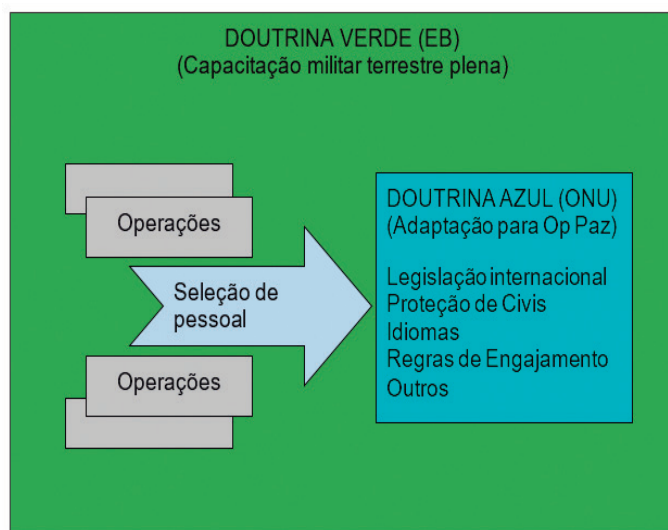 DOUTRINA VERDE (EB)
(Capacitação militar terrestre plena)
Operações
Seleção de
pessoal
Operações
DOUTRINA AZUL (ONU)
(Adaptação para Op Paz)
Legislação internacional
Proteção de Civis
Idiomas
Regras de Engajamento
Outros